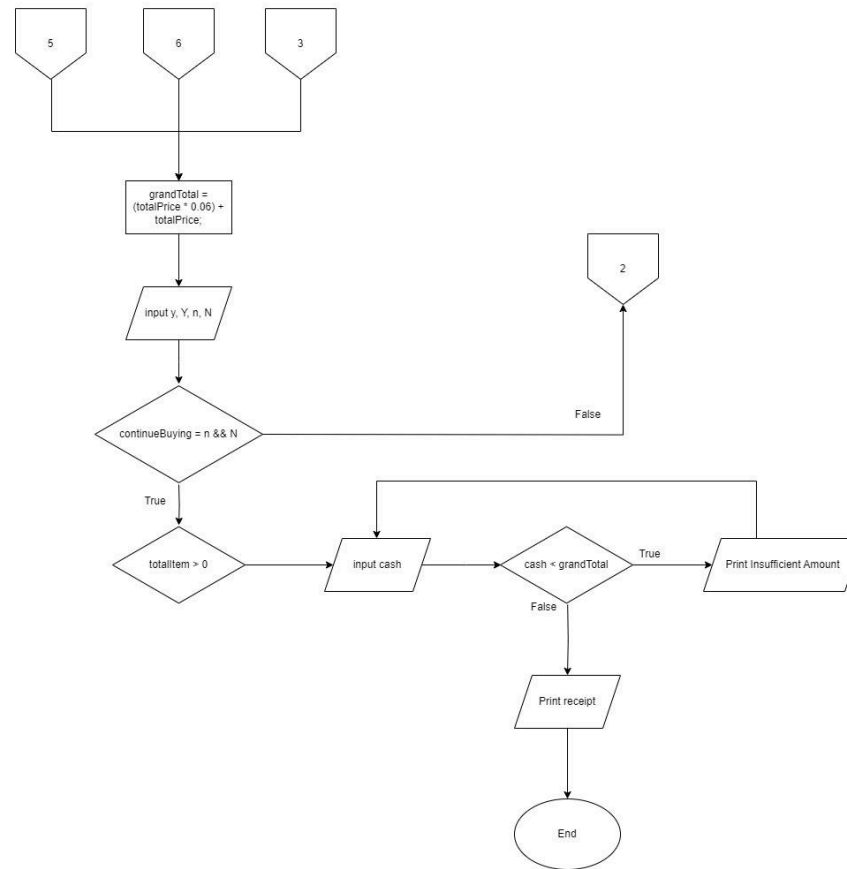 5
6
3
grandTotal =
(totalPrice * 0.06) +
totalPrice;
2
input y, Y, n, N
False
continueBuying = n && N
True
totalItem > 0
input cash
cash < grandTotal
True
Print Insufficient Amount
False
Print receipt
End